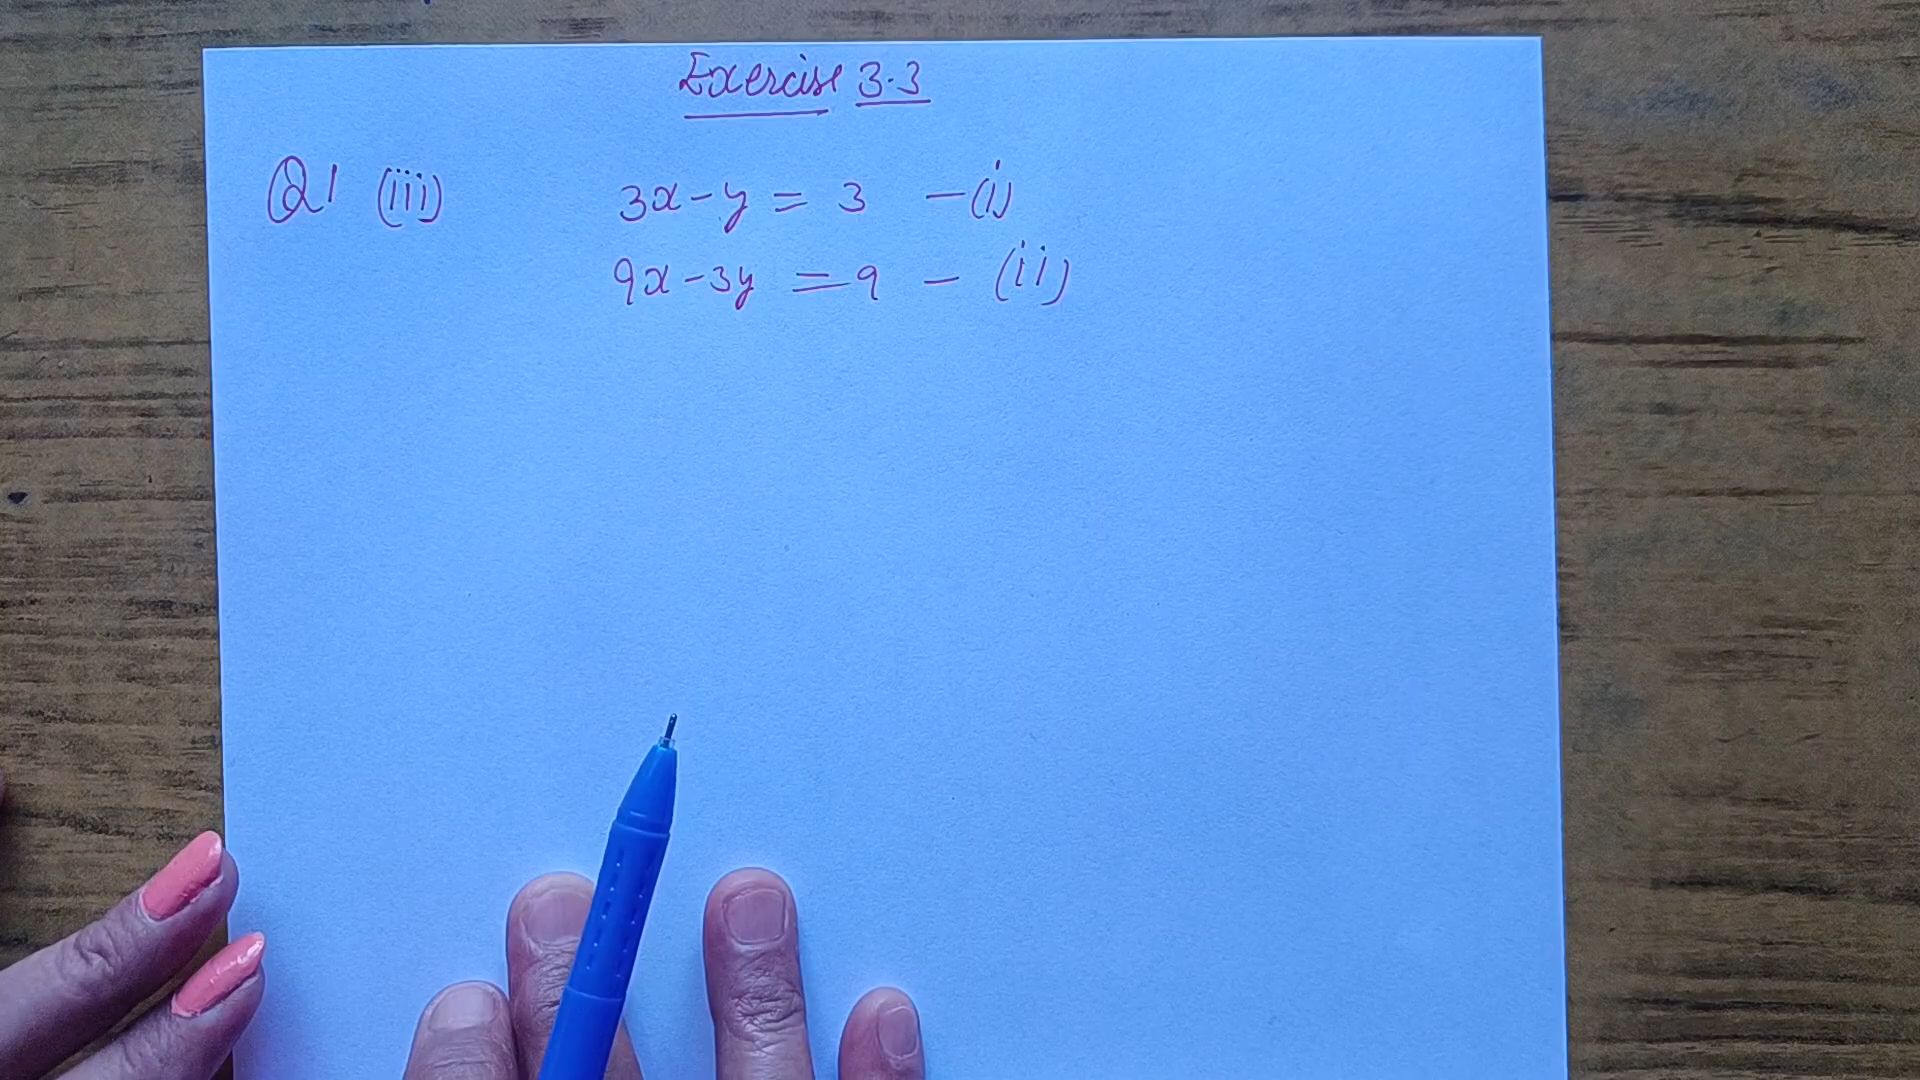 Exercise 3.3
Q1 (iii) 3x-y = 3 -(i)
9x-3y = 9 - (ii)